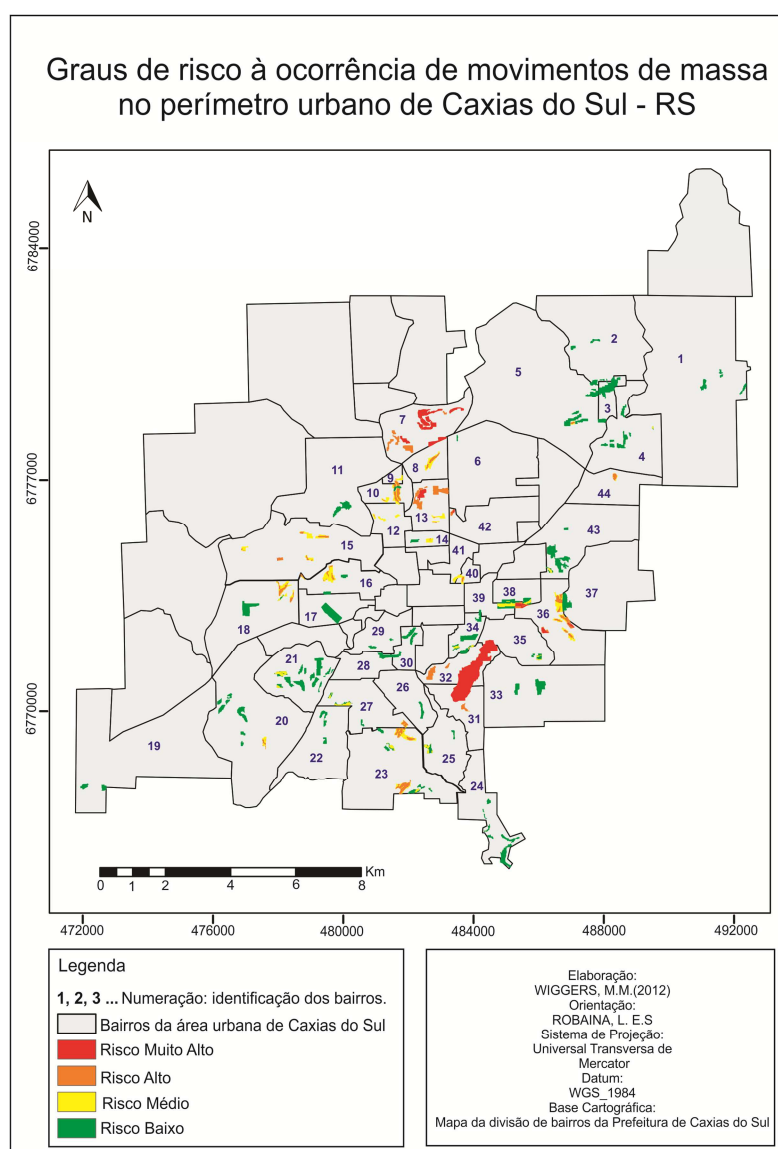 Graus de risco à ocorrência de movimentos de massa
no perímetro urbano de Caxias do Sul - RS
N
6784000
6777000
6770000
2
1
5
3
7
4
8
6
9
11
44
10
13
42
43
12
14
15
41
16
40
37
38
39
36
17
18
34
29
35
21
28
30
32
26
33
27
31
20
19
22
25
23
24
Km
0 1 2 4 6 8
472000 476000 480000 484000 488000 492000
Legenda
1, 2, 3 ... Numeração: identificação dos bairros.
Bairros da área urbana de Caxias do Sul
Risco Muito Alto
Risco Alto
Risco Médio
Risco Baixo
Elaboração:
WIGGERS, M.M.(2012)
Orientação:
ROBAINA, L. E.S
Sistema de Projeção:
Universal Transversa de
Mercator
Datum:
WGS_1984
Base Cartográfica:
Mapa da divisão de bairros da Prefeitura de Caxias do Sul